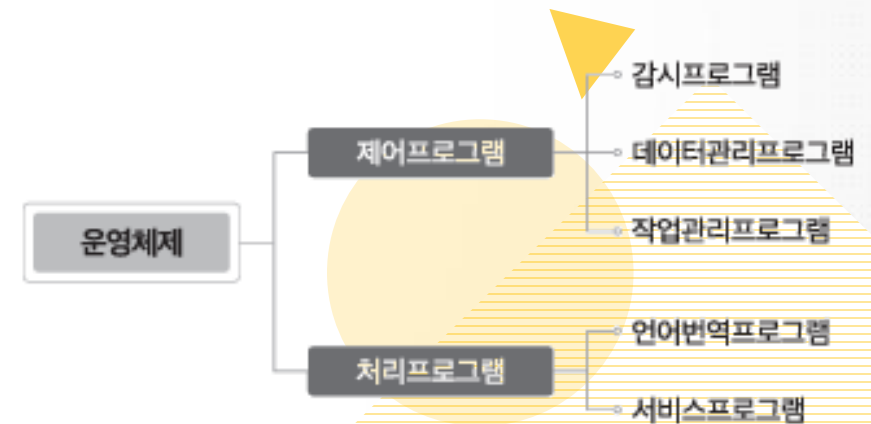 운영체제
제어프로그램
감시프로그램
데이터관리프로그램
작업관리프로그램
처리프로그램
언어번역프로그램
서비스프로그램